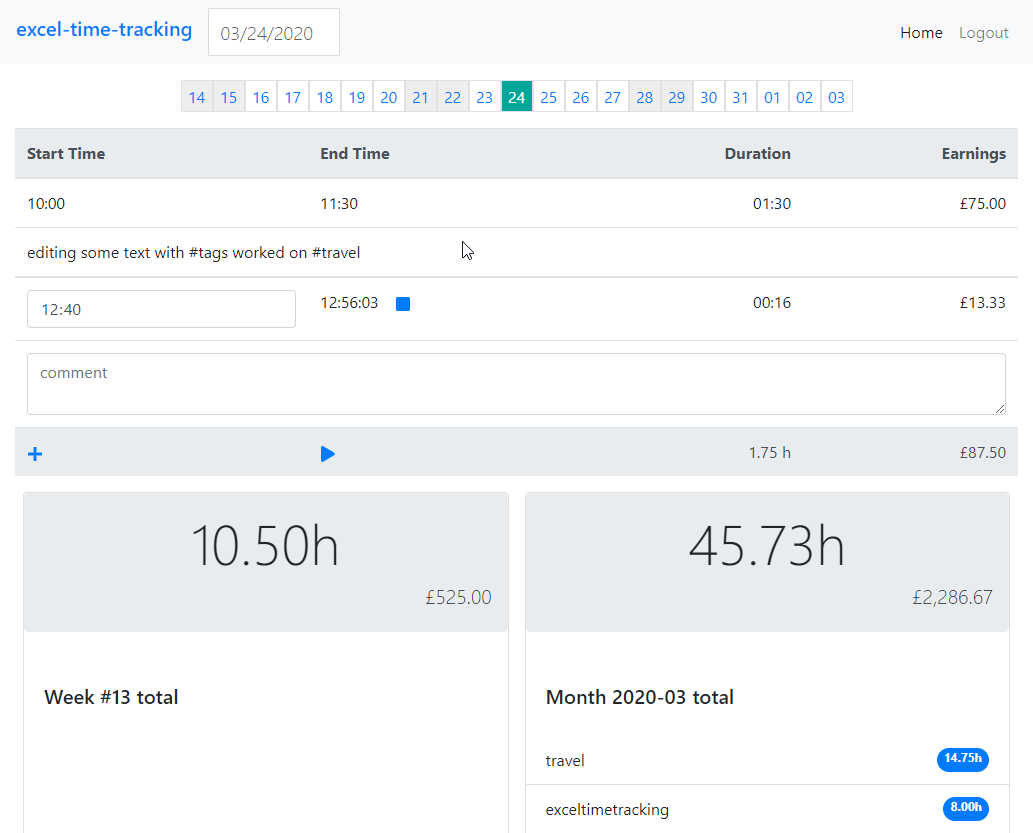 excel-time-tracking 03/24/2020 Home Logout
14 15 16 17 18 19 20 21 22 23 24 25 26 27 28 29 30 31 01 02 03
Start Time End Time Duration Earnings
10:00 11:30 01:30 £75.00
editing some text with #tags worked on #travel
12:40 12:56:03 00:16 £13.33
comment
1.75 h £87.50
10.50h 45.73h
£525.00 £2,286.67
Week #13 total Month 2020-03 total
travel 14.75h
exceltimetracking 8.00h